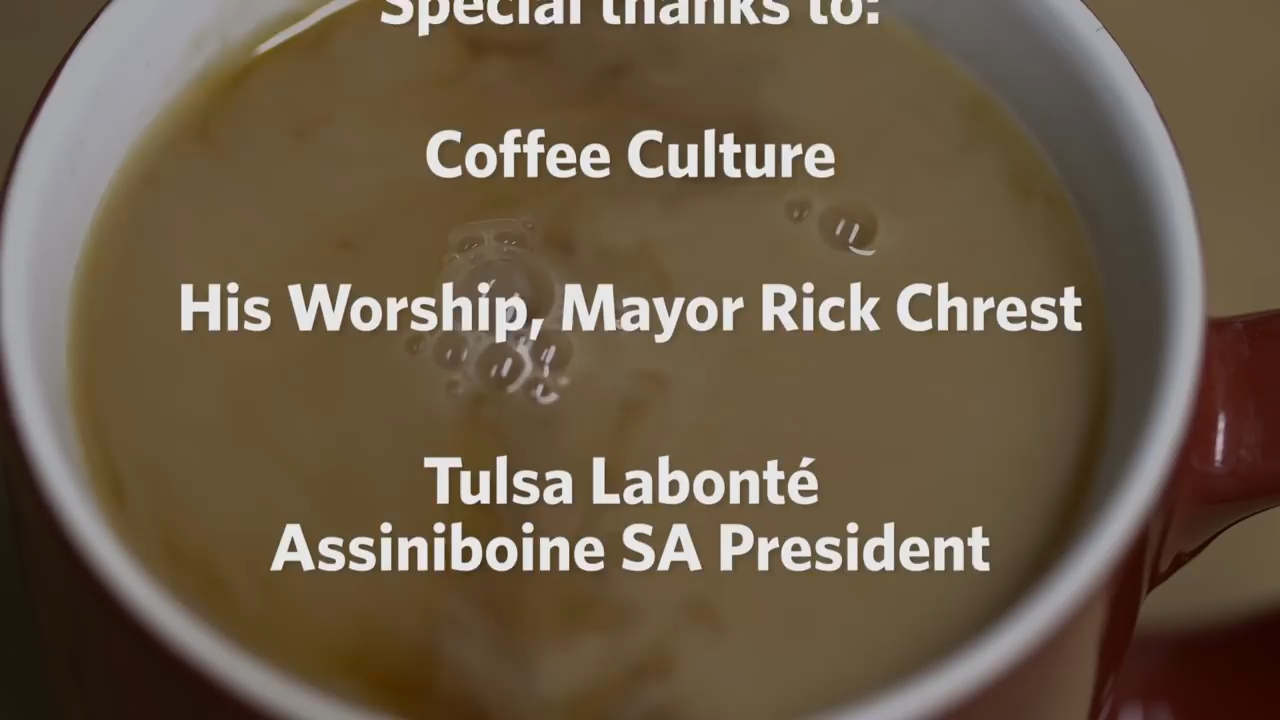 Special thanks to:
Coffee Culture
His Worship, Mayor Rick Chrest
Tulsa Labonté
Assiniboine SA President